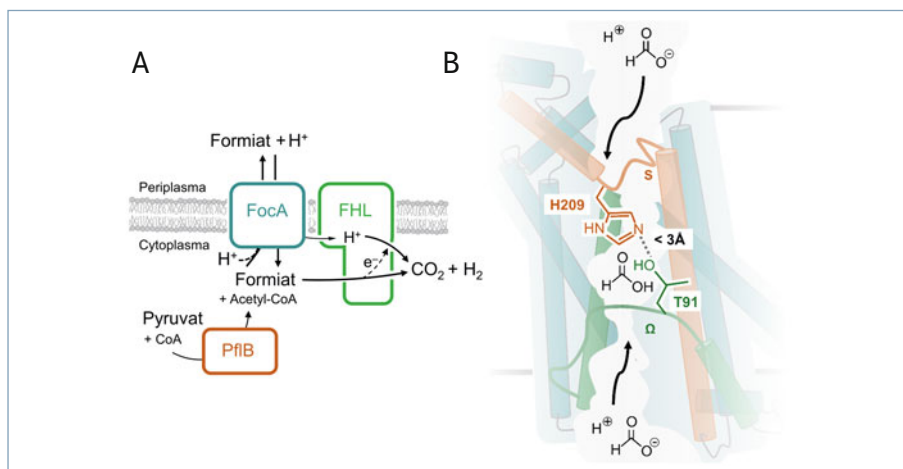 A
Formiat + H⁺
Periplasma
FocA
FHL
Cytoplasma
H⁺
H⁺
e⁻
Formiat
CO₂ + H₂
+ Acetyl-CoA
Pyruvat
+ CoA
PflB
B
H ⊕
O
H
O⊖
S
H209
HN
N
< 3Å
HO
O
H
OH
T91
Ω
H ⊕
O
H
O⊖